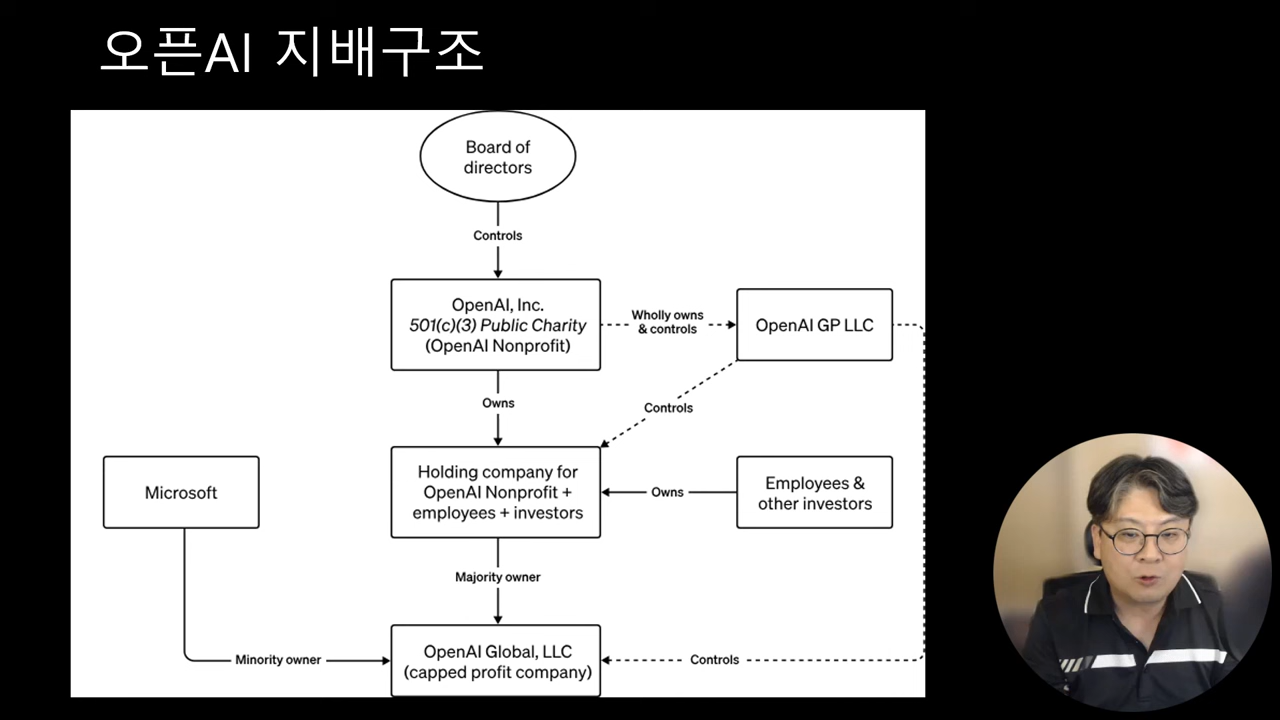 오픈AI 지배구조
Board of
directors
Controls
OpenAI, Inc.
501(c)(3) Public Charity
(OpenAI Nonprofit)
Wholly owns
& controls
OpenAI GP LLC
Owns
Controls
Microsoft
Holding company for
OpenAI Nonprofit +
employees + investors
Owns
Employees &
other investors
Majority owner
Minority owner
OpenAI Global, LLC
(capped profit company)
Controls